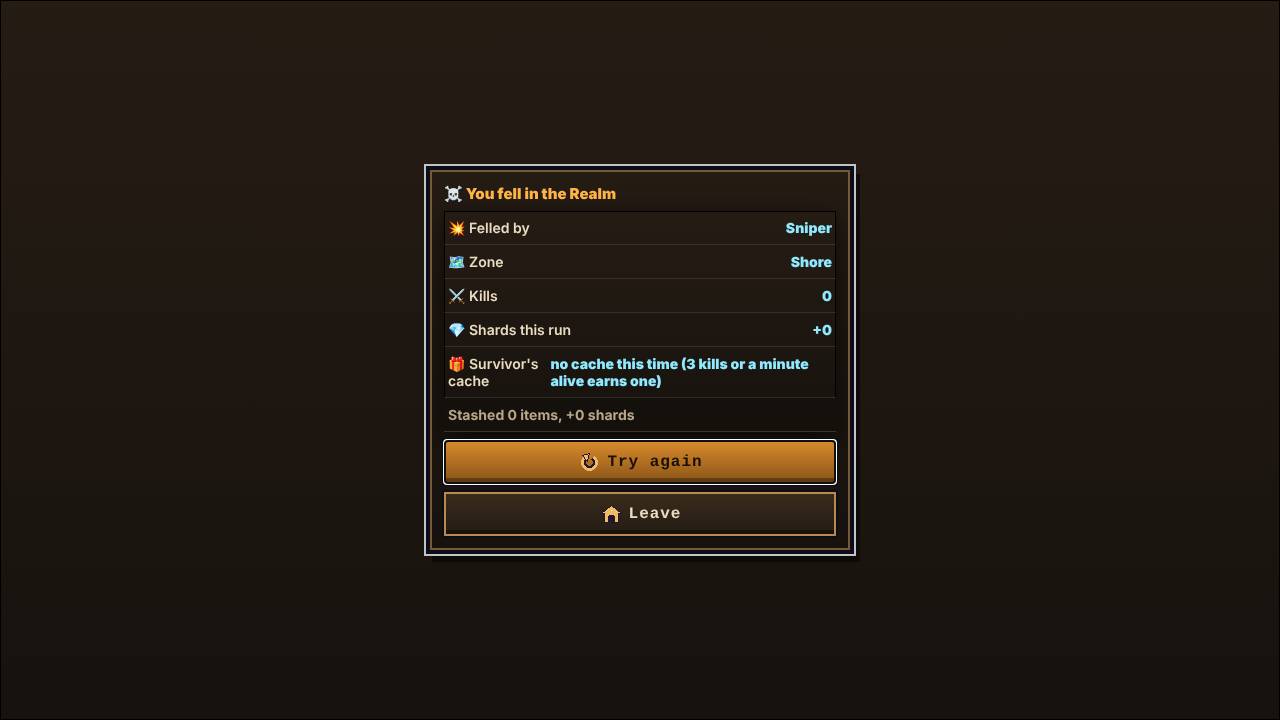 ☠️ You fell in the Realm
💥 Felled by Sniper
🗺️ Zone Shore
⚔️ Kills 0
💎 Shards this run +0
🎁 Survivor's cache no cache this time (3 kills or a minute alive earns one)
Stashed 0 items, +0 shards
Try again
Leave